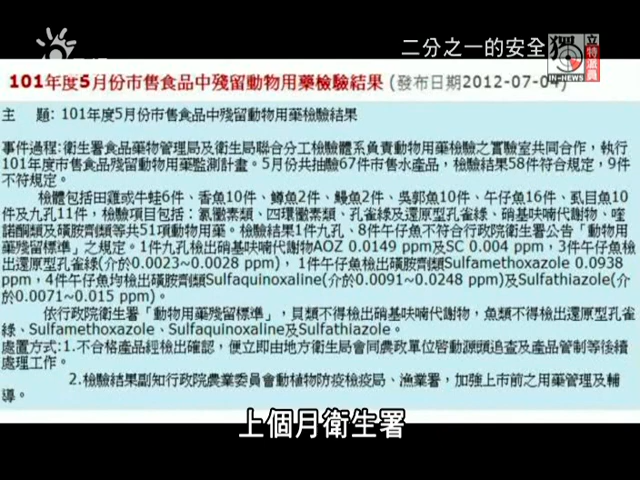 二分之一的安全
獨
立
特派員
IN-NEWS
101年度5月份市售食品中殘留動物用藥檢驗結果 (發布日期2012-07-04)
主 題: 101年度5月份市售食品中殘留動物用藥檢驗結果
事件過程:衛生署食品藥物管理局及衛生局聯合分工檢驗體系負責動物用藥檢驗之實驗室共同合作，執行
101年度市售食品殘留動物用藥監測計畫。5月份共抽驗67件市售水產品，檢驗結果58件符合規定，9件
不符規定。
檢體包括田雞或牛蛙6件、香魚10件、鱒魚2件、鰻魚2件、吳郭魚10件、午仔魚16件、虱目魚10
件及九孔11件，檢驗項目包括：氯黴素類、四環黴素類、孔雀綠及還原型孔雀綠、硝基呋喃代謝物、喹
諾酮類及磺胺劑類等共51項動物用藥。檢驗結果1件九孔、8件午仔魚不符合行政院衛生署公告「動物用
藥殘留標準」之規定。1件九孔檢出硝基呋喃代謝物AOZ 0.0149 ppm及SC 0.004 ppm，3件午仔魚檢
出還原型孔雀綠(介於0.0023~0.0028 ppm)，1件午仔魚檢出磺胺劑類Sulfamethoxazole 0.0938
ppm，4件午仔魚均檢出磺胺劑類Sulfaquinoxaline(介於0.0091~0.0248 ppm)及Sulfathiazole(介於
0.0071~0.015 ppm)。
依行政院衛生署「動物用藥殘留標準」，貝類不得檢出硝基呋喃代謝物，魚類不得檢出還原型孔雀
綠、Sulfamethoxazole、Sulfaquinoxaline及Sulfathiazole。
處置方式:1.不合格產品經檢出確認，便立即由地方衛生局會同農政單位啓動源頭追查及產品管制等後續
處理工作。
2.檢驗結果副知行政院農業委員會動植物防疫檢疫局、漁業署，加強上市前之用藥管理及輔
導。
上個月衛生署